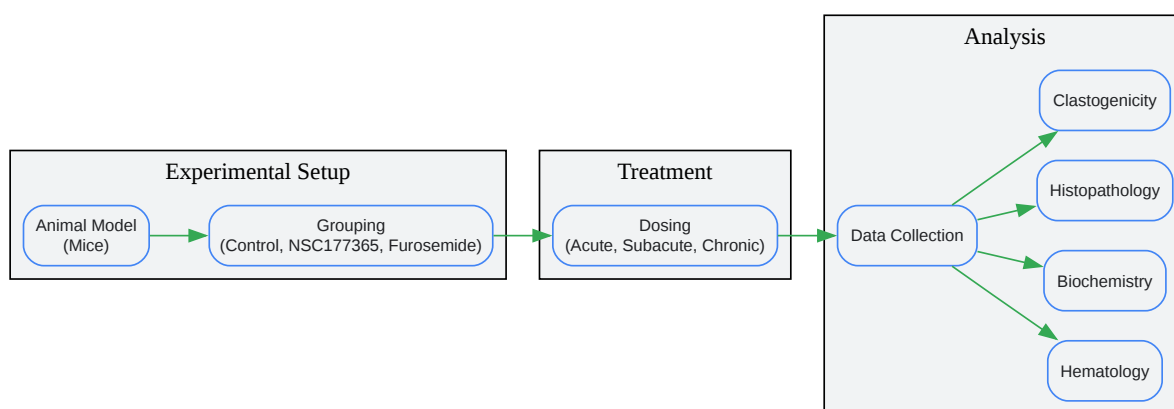 Experimental Setup
Animal Model
(Mice)
Grouping
(Control, NSC177365, Furosemide)
Treatment
Dosing
(Acute, Subacute, Chronic)
Analysis
Data Collection
Clastogenicity
Histopathology
Biochemistry
Hematology